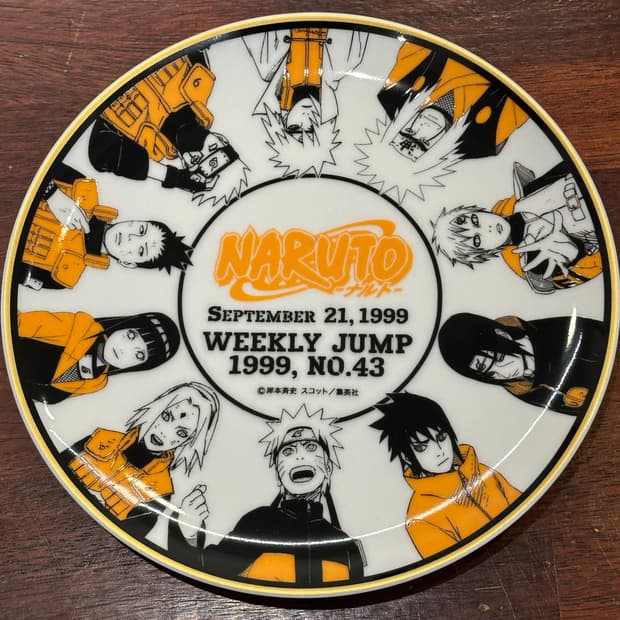 NARUTO
-ナルト-
SEPTEMBER 21, 1999
WEEKLY JUMP
1999, NO.43
©岸本斉史 スコット／集英社